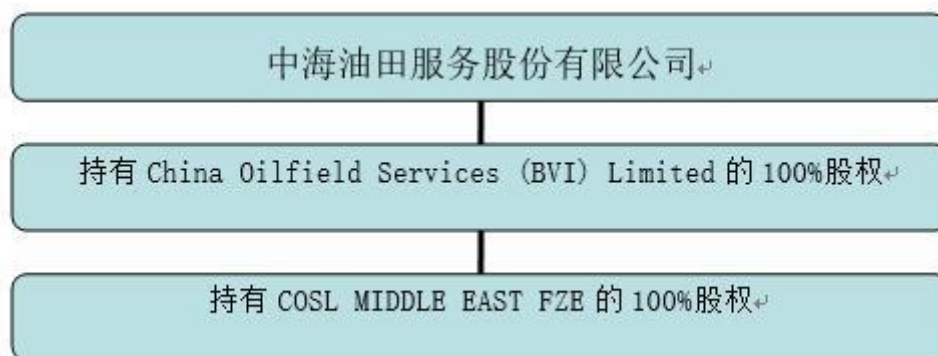 中海油田服务股份有限公司
持有 China Oilfield Services (BVI) Limited 的 100%股权
持有 COSL MIDDLE EAST FZE 的 100%股权